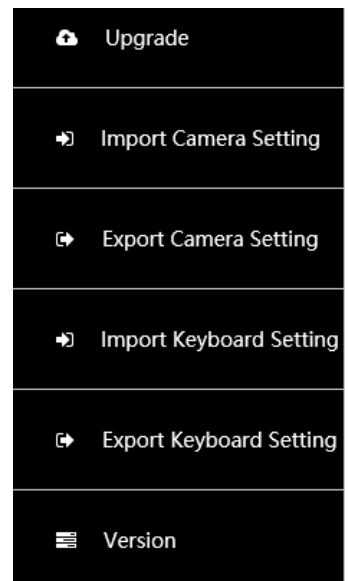 Upgrade
Import Camera Setting
Export Camera Setting
Import Keyboard Setting
Export Keyboard Setting
Version